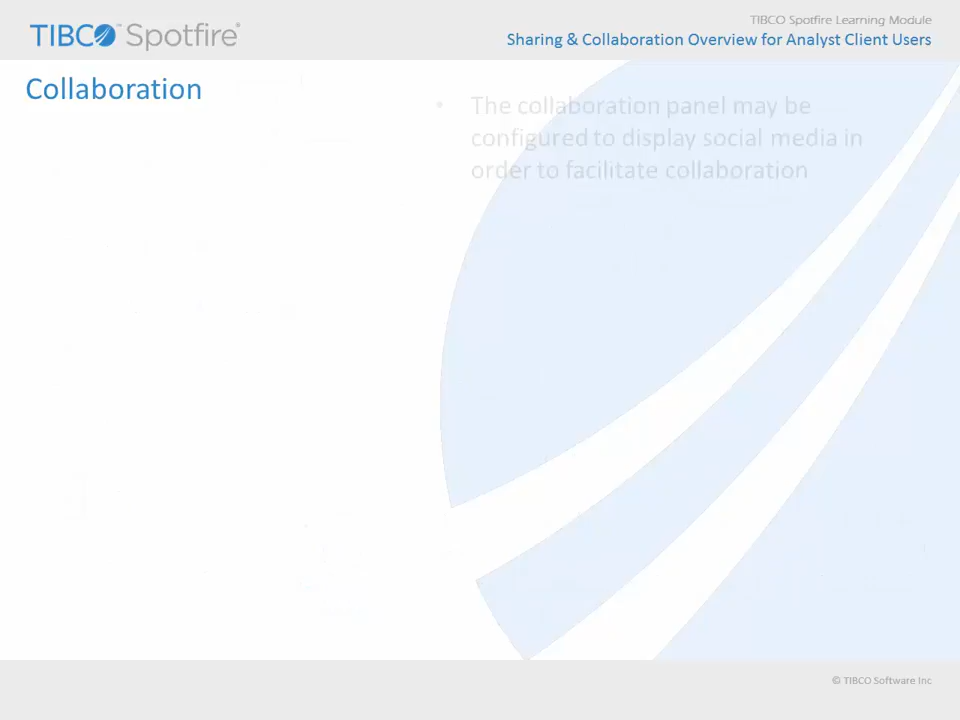 TIBCO™ Spotfire®
TIBCO Spotfire Learning Module
Sharing & Collaboration Overview for Analyst Client Users
Collaboration
• The collaboration panel may be
configured to display social media in
order to facilitate collaboration
© TIBCO Software Inc